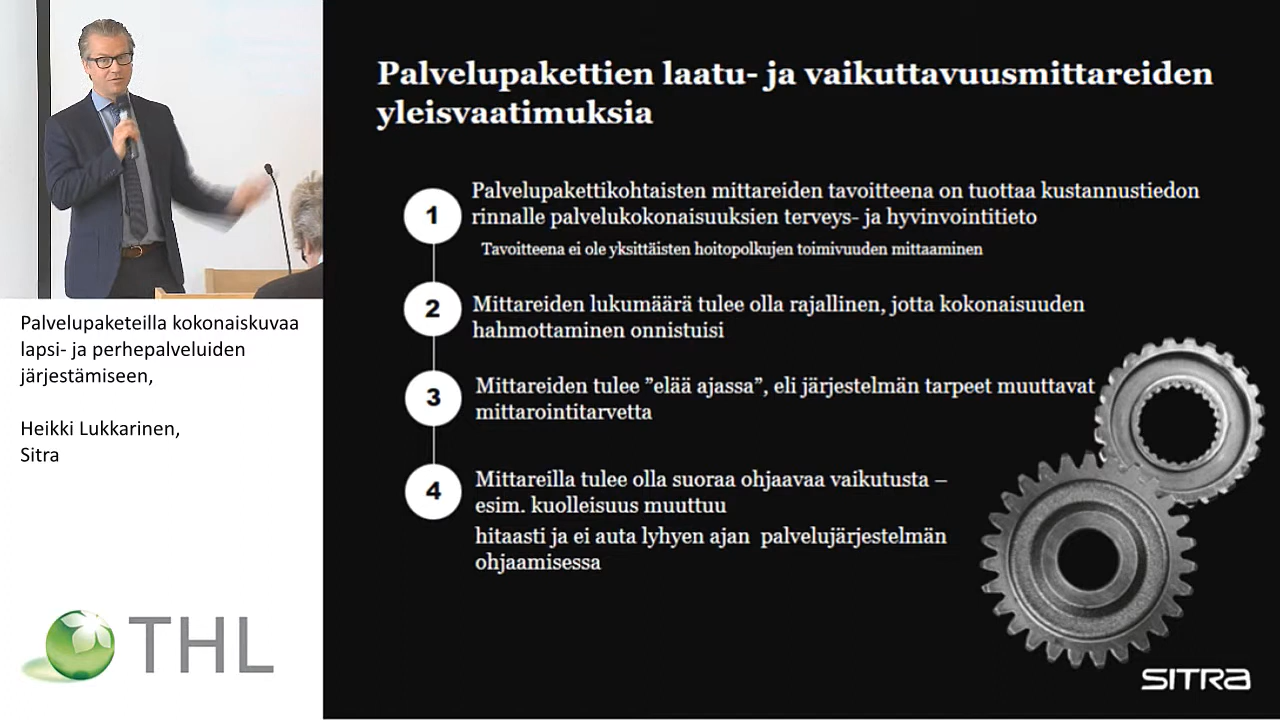 Palvelupaketeilla kokonaiskuvaa
lapsi- ja perhepalveluiden
järjestämiseen,
Heikki Lukkarinen,
Sitra
THL
Palvelupakettien laatu- ja vaikuttavuusmittareiden
yleisvaatimuksia
1
Palvelupakettikohtaisten mittareiden tavoitteena on tuottaa kustannustiedon
rinnalle palvelukokonaisuuksien terveys- ja hyvinvointitieto
Tavoitteena ei ole yksittäisten hoitopolkujen toimivuuden mittaaminen
2
Mittareiden lukumäärä tulee olla rajallinen, jotta kokonaisuuden
hahmottaminen onnistuisi
3
Mittareiden tulee ”elää ajassa”, eli järjestelmän tarpeet muuttavat
mittarointitarvetta
4
Mittareilla tulee olla suoraa ohjaavaa vaikutusta –
esim. kuolleisuus muuttuu
hitaasti ja ei auta lyhyen ajan  palvelujärjestelmän
ohjaamisessa
SITRA